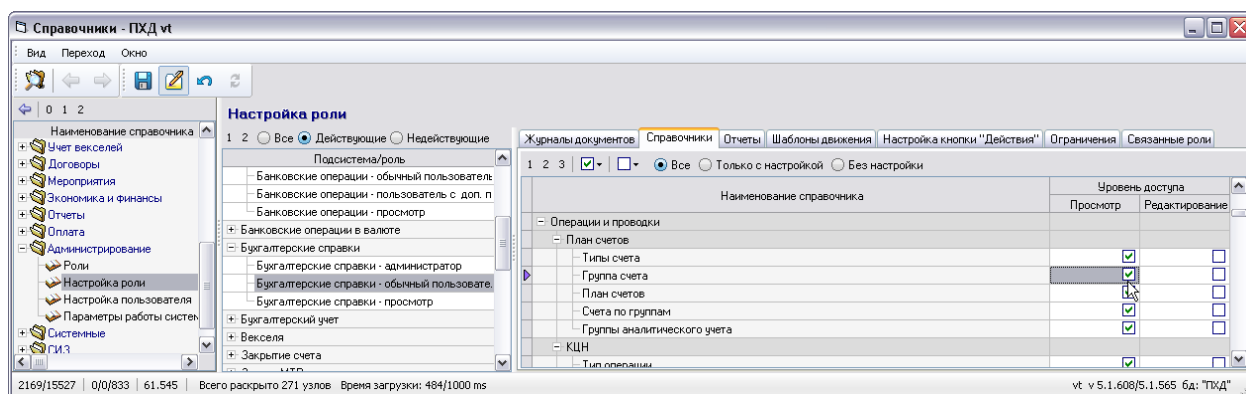 Справочники - ПХД vt
Вид Переход Окно
0 1 2
Наименование справочника
Учет векселей
Договоры
Мероприятия
Экономика и финансы
Отчеты
Оплата
Администрирование
Роли
Настройка роли
Настройка пользователя
Параметры работы систем
Системные
СИЗ
Настройка роли
1 2 Все Действующие Недействующие
Подсистема/роль
Банковские операции - обычный пользователь
Банковские операции - пользователь с доп. п
Банковские операции - просмотр
Банковские операции в валюте
Бухгалтерские справки
Бухгалтерские справки - администратор
Бухгалтерские справки - обычный пользовате.
Бухгалтерские справки - просмотр
Бухгалтерский учет
Векселя
Закрытие счета
Журналы документов Справочники Отчеты Шаблоны движения Настройка кнопки "Действия" Ограничения Связанные роли
1 2 3 Все Только с настройкой Без настройки
Наименование справочника Уровень доступа
Просмотр Редактирование
Операции и проводки
План счетов
Типы счета
Группа счета
План счетов
Счета по группам
Группы аналитического учета
КЦН
Тип операции
2169/15527 0/0/833 61.545 Всего раскрыто 271 узлов Время загрузки: 484/1000 ms vt v 5.1.608/5.1.565 бд: "ПХД"